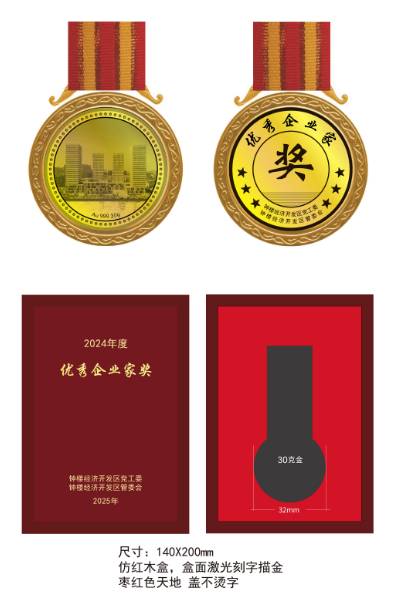 Au 999 30g
优秀企业家
奖
钟楼经济开发区党工委
钟楼经济开发区管委会
2024年度
优秀企业家奖
钟楼经济开发区党工委
钟楼经济开发区管委会
2025年
30克金
32mm
尺寸：140X200mm
仿红木盒，盒面激光刻字描金
枣红色天地 盖不烫字